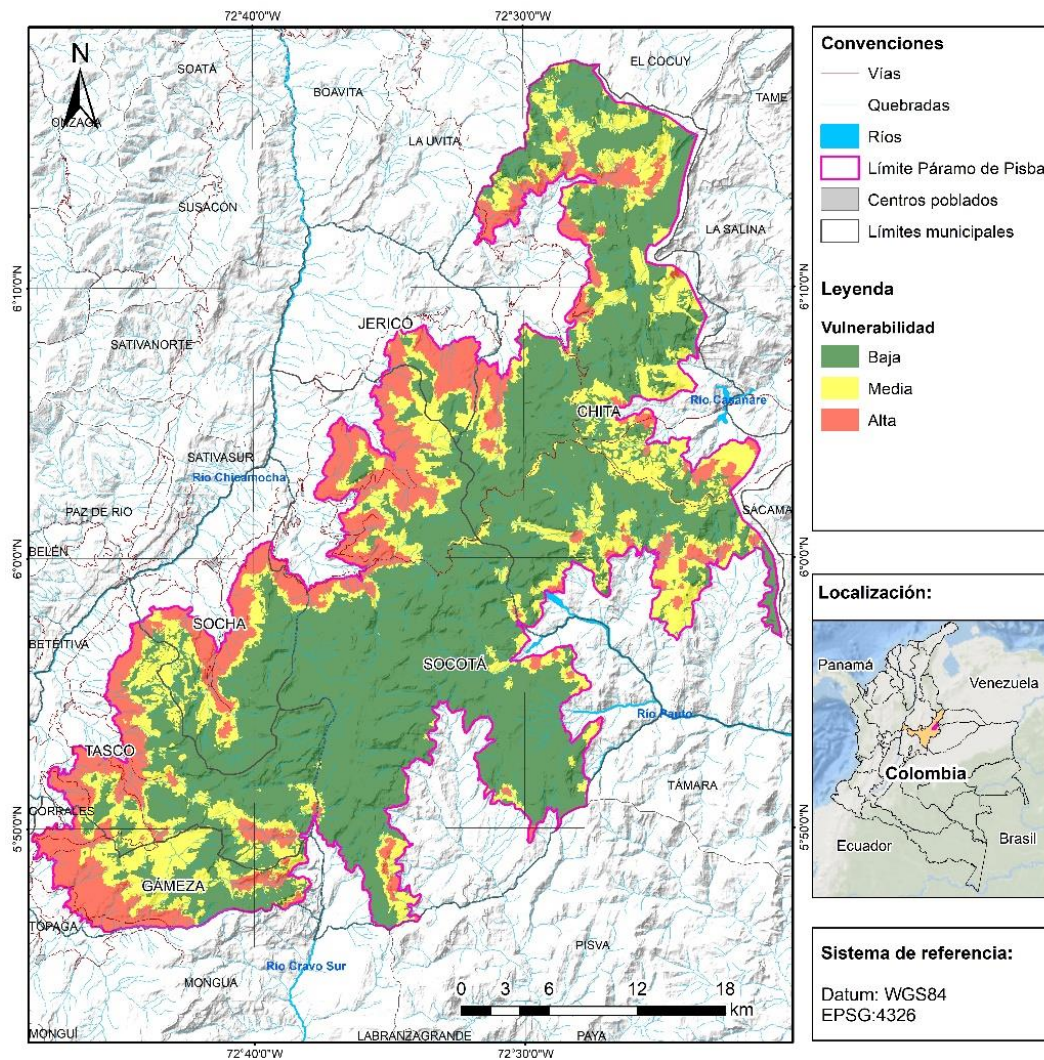 72°40'0"W
72°30'0"W
N
SOATÁ
ONZAGA
BOAVITA
EL COCUY
TAME
LA UVITA
SUSACÓN
LA SALINA
6°10'0"N
6°10'0"N
JERICÓ
SATIVANORTE
CHITA
Río Casanare
SATIVASUR
Río Chicamocha
PAZ DE RIO
SÁCAMA
BELÉN
6°0'0"N
6°0'0"N
SOCHA
BETÉITIVA
SOCOTÁ
Río Pauto
TASCO
TÁMARA
CORRALES
5°50'0"N
5°50'0"N
GÁMEZA
TÓPAGA
PISVA
Río Cravo Sur
MONGUA
0 3 6 12 18
km
MONGUÍ
LABRANZAGRANDE
PAYA
72°40'0"W
72°30'0"W
Convenciones
Vías
Quebradas
Ríos
Límite Páramo de Pisba
Centros poblados
Límites municipales
Leyenda
Vulnerabilidad
Baja
Media
Alta
Localización:
Panamá
Venezuela
Colombia
Ecuador
Brasil
Sistema de referencia:
Datum: WGS84
EPSG:4326